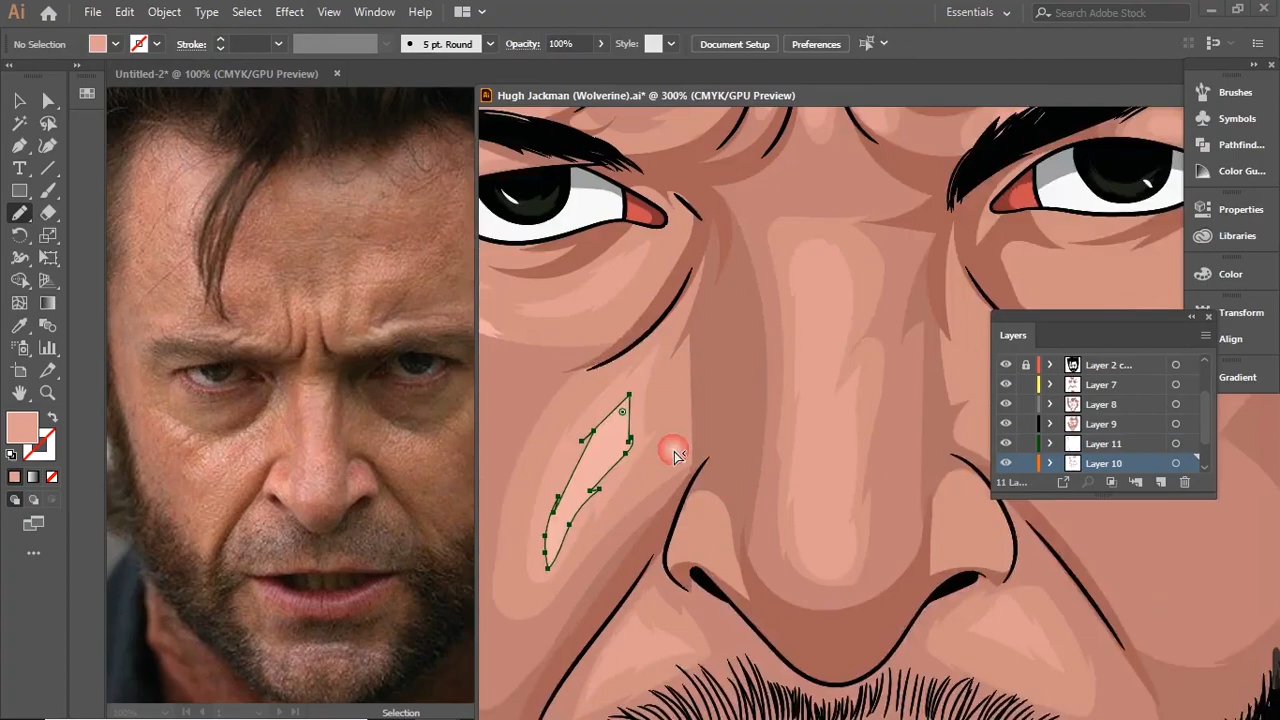 Ai File Edit Object Type Select Effect View Window Help Essentials Search Adobe Stock
No Selection Stroke: 5 pt. Round Opacity: 100% Style: Document Setup Preferences
Untitled-2* @ 100% (CMYK/GPU Preview) ×
Ai Hugh Jackman (Wolverine).ai* @ 300% (CMYK/GPU Preview)
Brushes
Symbols
Pathfind...
Color Gu...
Properties
Libraries
Color
Transform
Align
Gradient
Layers
Layer 2 c...
Layer 7
Layer 8
Layer 9
Layer 11
Layer 10
11 La...
100% 1 Selection